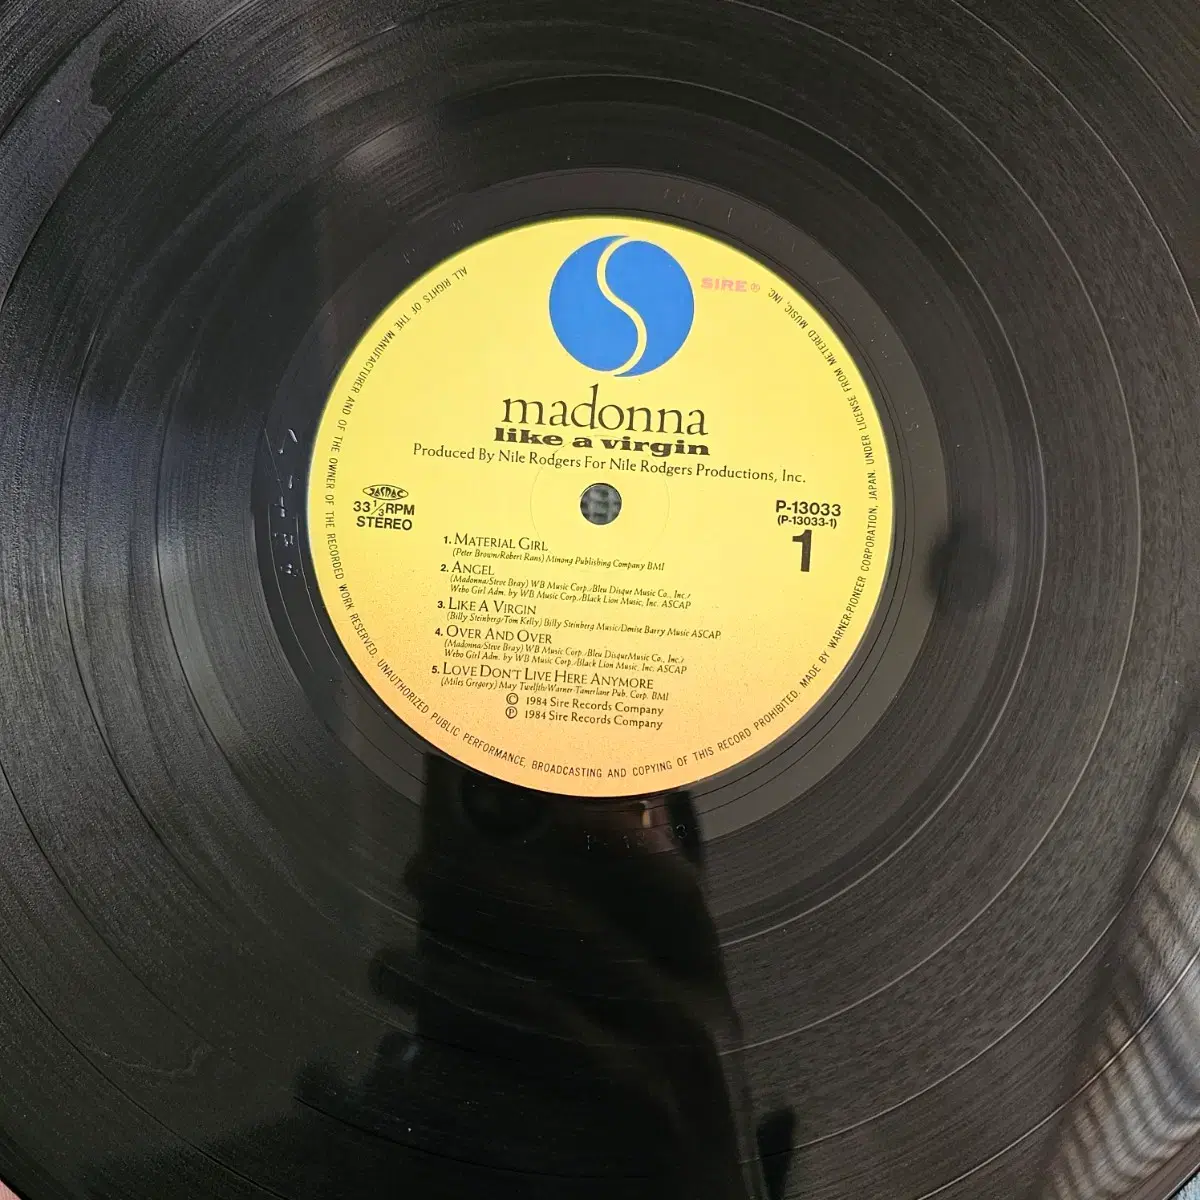 SIRE®
madonna
like a virgin
Produced By Nile Rodgers For Nile Rodgers Productions, Inc.
JASRAC
33 1/3 RPM
STEREO
P-13033
(P-13033-1)
1
1. MATERIAL GIRL
(Peter Brown/Robert Rans) Minong Publishing Company BMI
2. ANGEL
(Madonna/Steve Bray) WB Music Corp./Bleu Disque Music Co., Inc./
Webo Girl Adm. by WB Music Corp./Black Lion Music, Inc. ASCAP
3. LIKE A VIRGIN
(Billy Steinberg/Tom Kelly) Billy Steinberg Music/Denise Barry Music ASCAP
4. OVER AND OVER
(Madonna/Steve Bray) WB Music Corp./Bleu Disque Music Co., Inc./
Webo Girl Adm. by WB Music Corp./Black Lion Music, Inc. ASCAP
5. LOVE DON'T LIVE HERE ANYMORE
(Miles Gregory) May Twelfth/Warner-Tamerlane Pub. Corp. BMI
© 1984 Sire Records Company
℗ 1984 Sire Records Company
ALL RIGHTS OF THE MANUFACTURER AND OF THE OWNER OF THE RECORDED WORK RESERVED. UNAUTHORIZED PUBLIC PERFORMANCE, BROADCASTING AND COPYING OF THIS RECORD PROHIBITED. MADE BY WARNER-PIONEER CORPORATION, JAPAN. UNDER LICENSE FROM METERED MUSIC, INC.